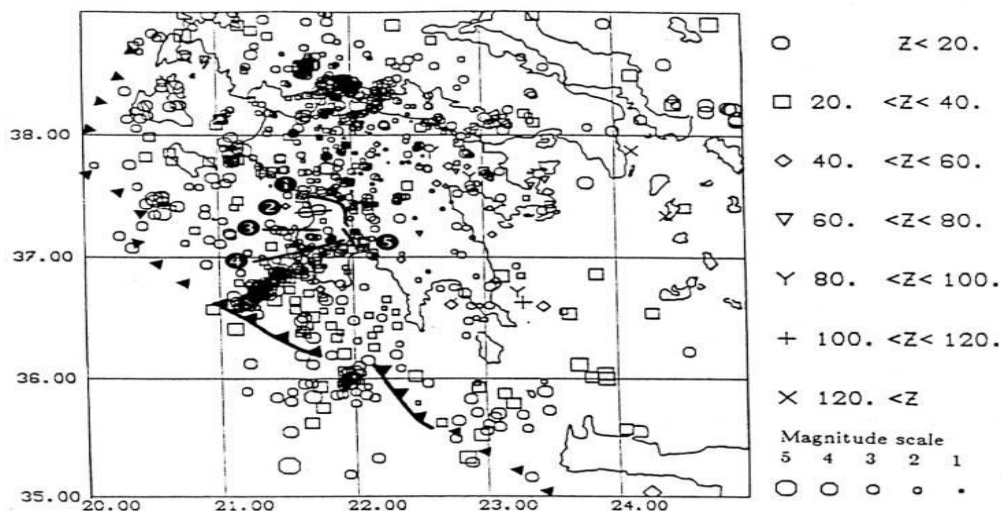 38.00
37.00
36.00
35.00
20.00 21.00 22.00 23.00 24.00
1
2
3
4
5
Z< 20.
20. <Z< 40.
40. <Z< 60.
60. <Z< 80.
80. <Z< 100.
100. <Z< 120.
120. <Z
Magnitude scale
5 4 3 2 1